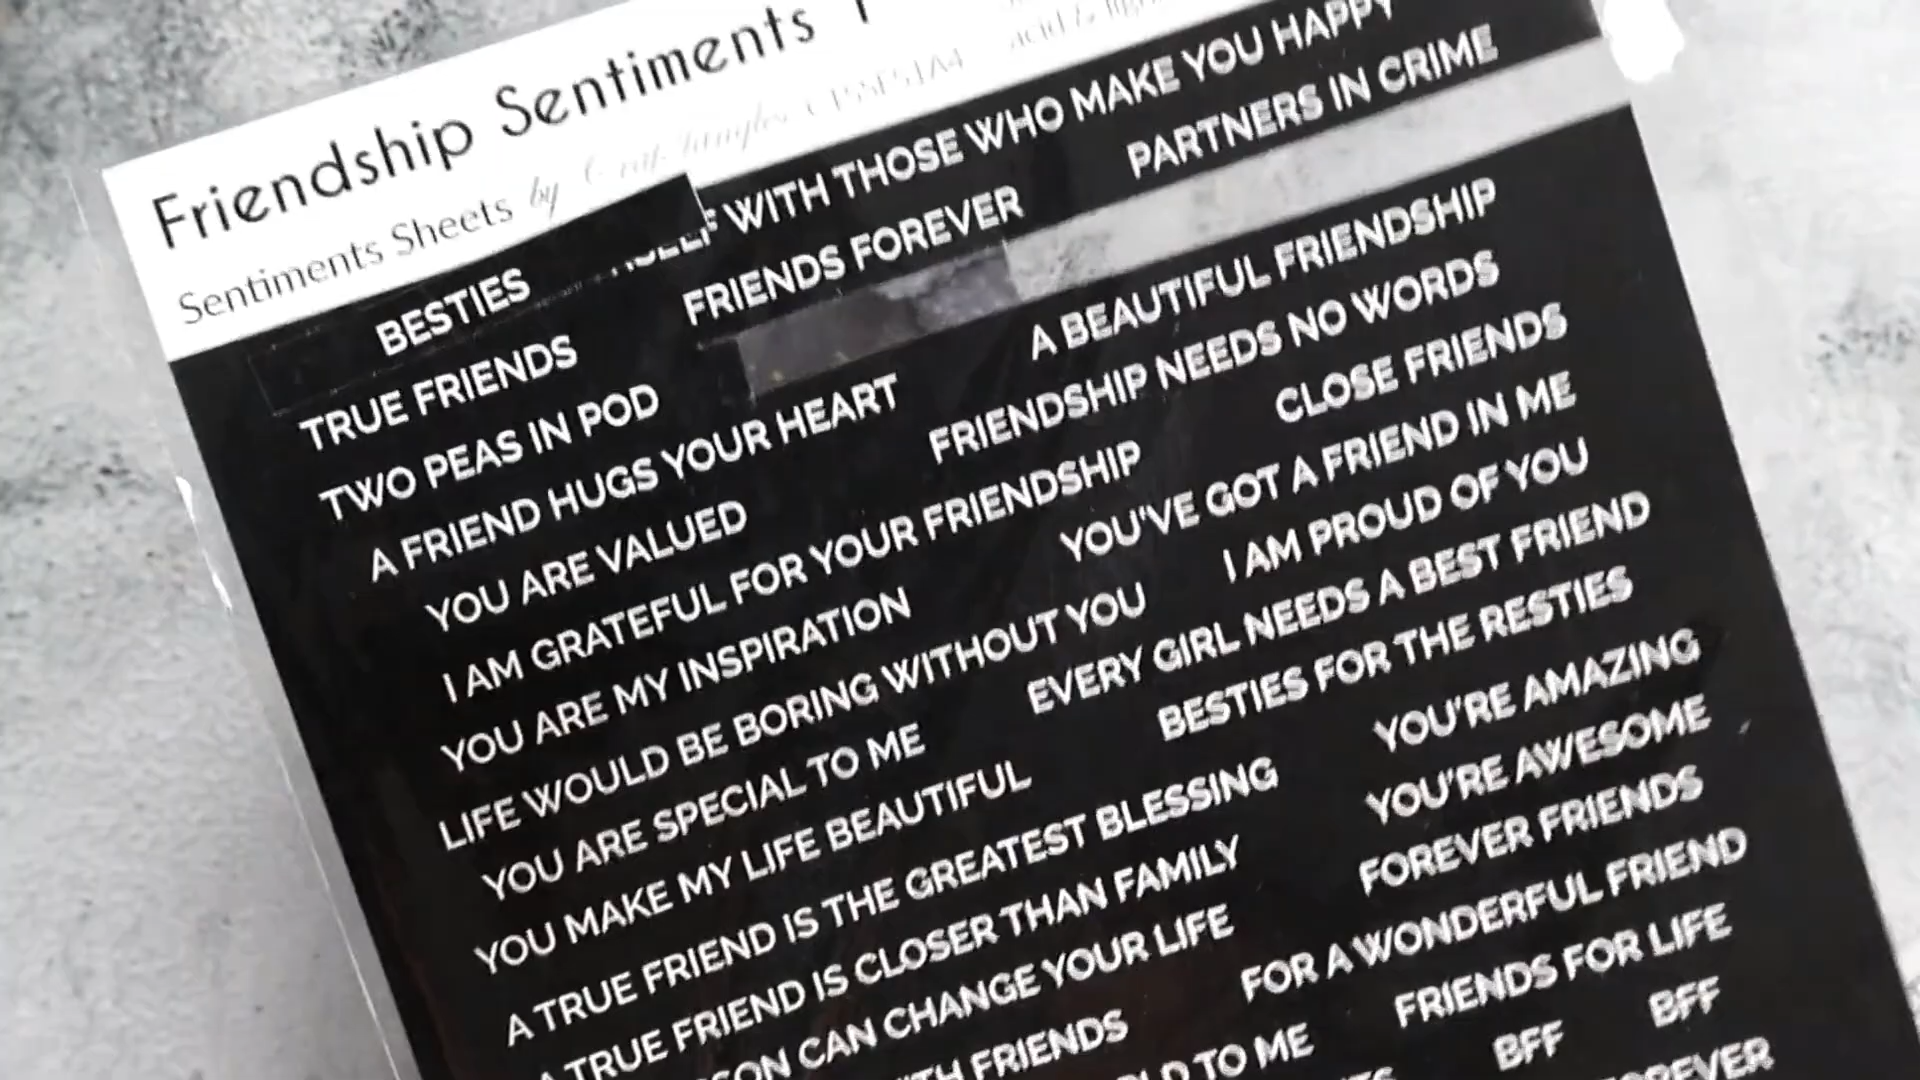 Friendship Sentiments
Sentiments Sheets by CraftTangles CTSSFS1A4 acid &
WITH THOSE WHO MAKE YOU HAPPY
BESTIES FRIENDS FOREVER PARTNERS IN CRIME
TRUE FRIENDS
TWO PEAS IN POD A BEAUTIFUL FRIENDSHIP
A FRIEND HUGS YOUR HEART FRIENDSHIP NEEDS NO WORDS
YOU ARE VALUED CLOSE FRIENDS
I AM GRATEFUL FOR YOUR FRIENDSHIP YOU'VE GOT A FRIEND IN ME
YOU ARE MY INSPIRATION I AM PROUD OF YOU
LIFE WOULD BE BORING WITHOUT YOU EVERY GIRL NEEDS A BEST FRIEND
YOU ARE SPECIAL TO ME BESTIES FOR THE RESTIES
YOU MAKE MY LIFE BEAUTIFUL YOU'RE AMAZING
A TRUE FRIEND IS THE GREATEST BLESSING YOU'RE AWESOME
A TRUE FRIEND IS CLOSER THAN FAMILY FOREVER FRIENDS
CAN CHANGE YOUR LIFE FOR A WONDERFUL FRIEND
FRIENDS FRIENDS FOR LIFE
TO ME BFF BFF